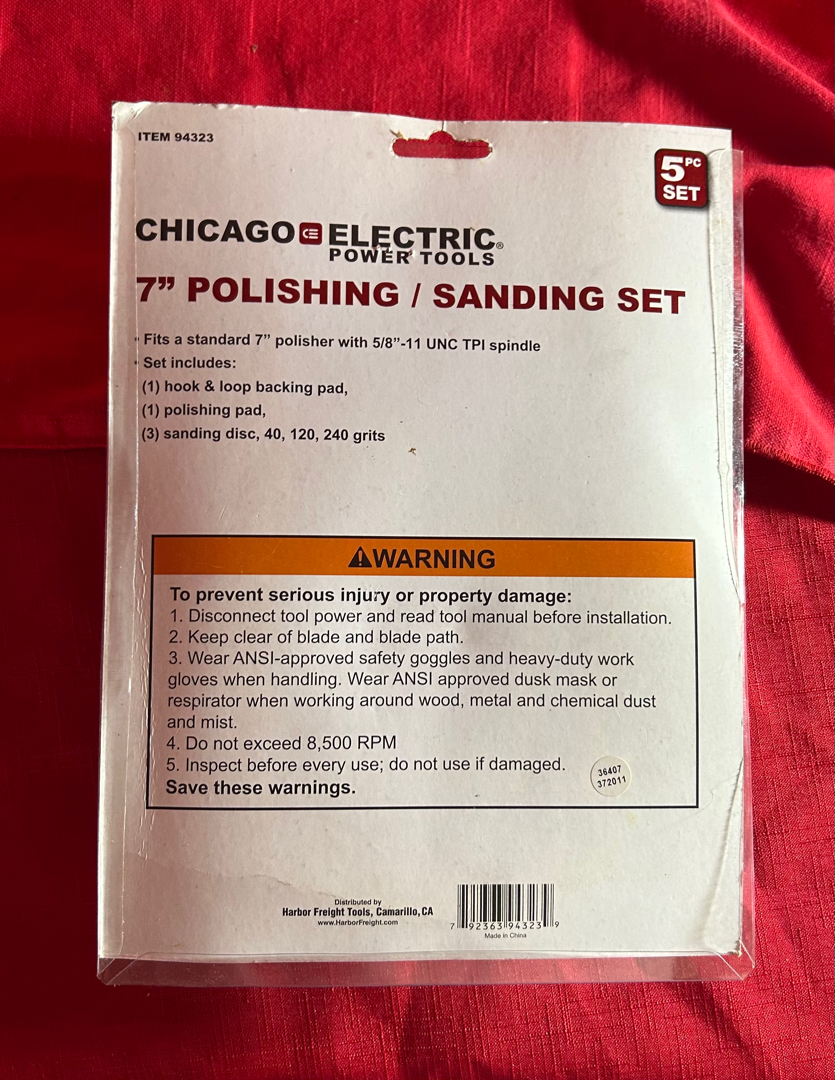 ITEM 94323
5 PC
SET
CHICAGO CE ELECTRIC®
POWER TOOLS
7” POLISHING / SANDING SET
· Fits a standard 7” polisher with 5/8”-11 UNC TPI spindle
· Set includes:
(1) hook & loop backing pad,
(1) polishing pad,
(3) sanding disc, 40, 120, 240 grits
⚠WARNING
To prevent serious injury or property damage:
1. Disconnect tool power and read tool manual before installation.
2. Keep clear of blade and blade path.
3. Wear ANSI-approved safety goggles and heavy-duty work
gloves when handling. Wear ANSI approved dusk mask or
respirator when working around wood, metal and chemical dust
and mist.
4. Do not exceed 8,500 RPM
5. Inspect before every use; do not use if damaged.
Save these warnings.
36407
372011
Distributed by
Harbor Freight Tools, Camarillo, CA
www.HarborFreight.com
7 92363 94323 9
Made in China